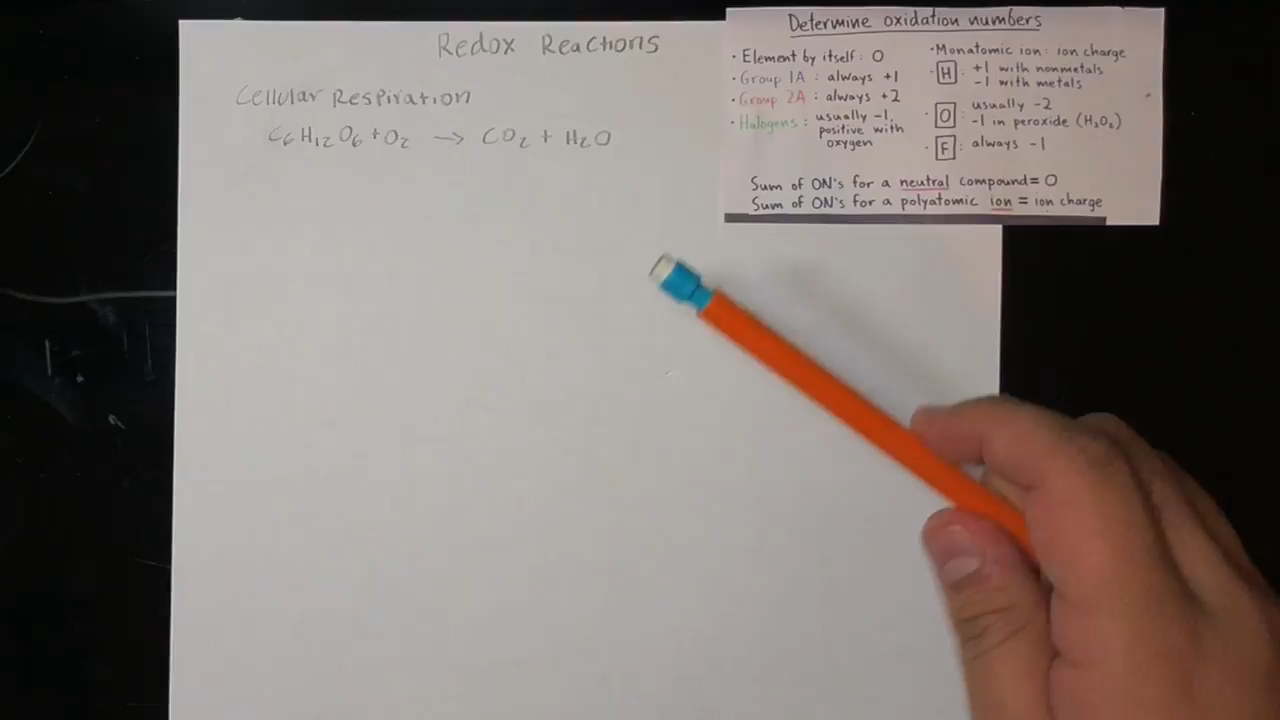 Redox Reactions
Cellular Respiration
C₆H₁₂O₆ + O₂ → CO₂ + H₂O
Determine oxidation numbers
· Element by itself: 0
· Group 1A : always +1
· Group 2A : always +2
· Halogens : usually -1,
positive with
oxygen
· Monatomic ion: ion charge
· H : +1 with nonmetals
-1 with metals
· O : usually -2
-1 in peroxide (H₂O₂)
· F : always -1
Sum of ON's for a neutral compound = 0
Sum of ON's for a polyatomic ion = ion charge